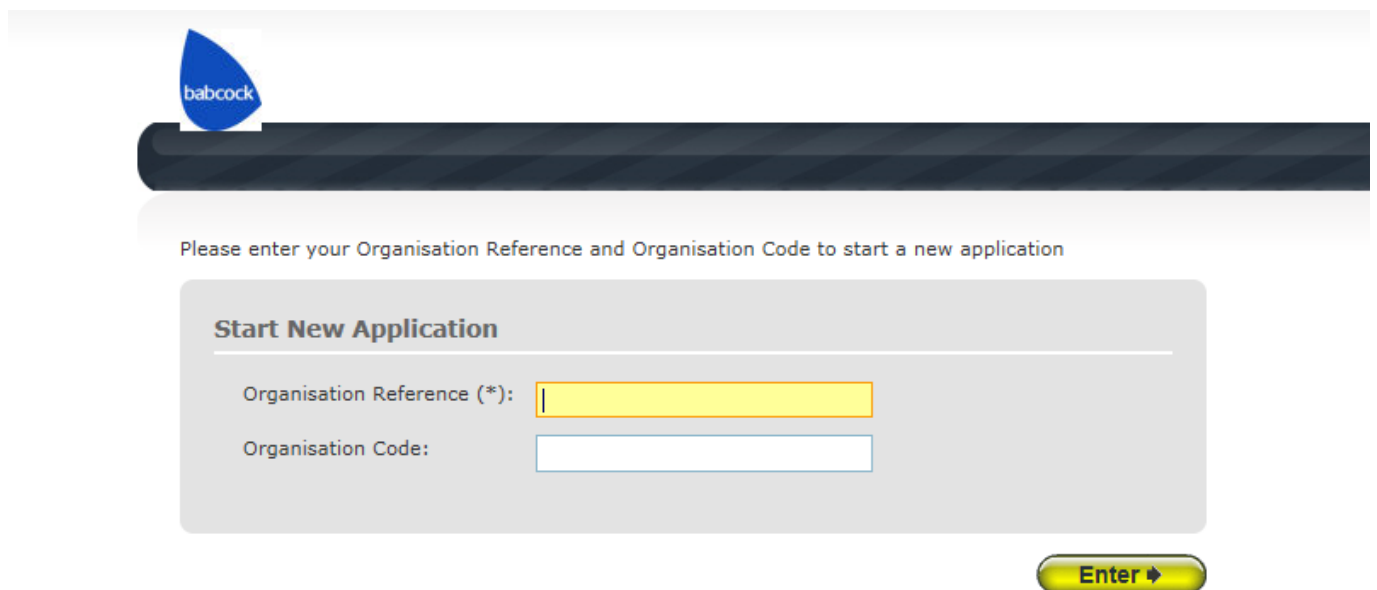 babcock
Please enter your Organisation Reference and Organisation Code to start a new application
Start New Application
Organisation Reference (*):
Organisation Code:
Enter